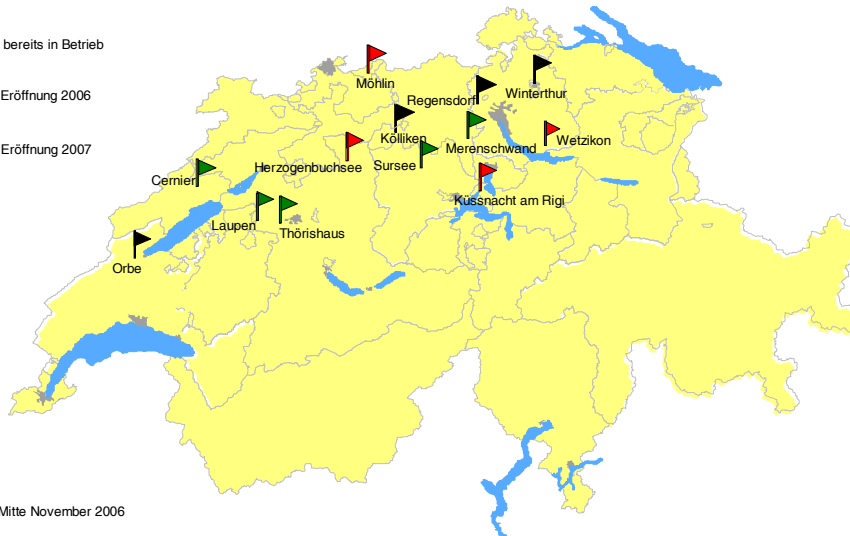 bereits in Betrieb
Möhlin
Eröffnung 2006
Regensdorf
Winterthur
Kölliken
Wetzikon
Eröffnung 2007
Merenschwand
Herzogenbuchsee
Sursee
Cernier
Küssnacht am Rigi
Laupen
Thörishaus
Orbe
Mitte November 2006